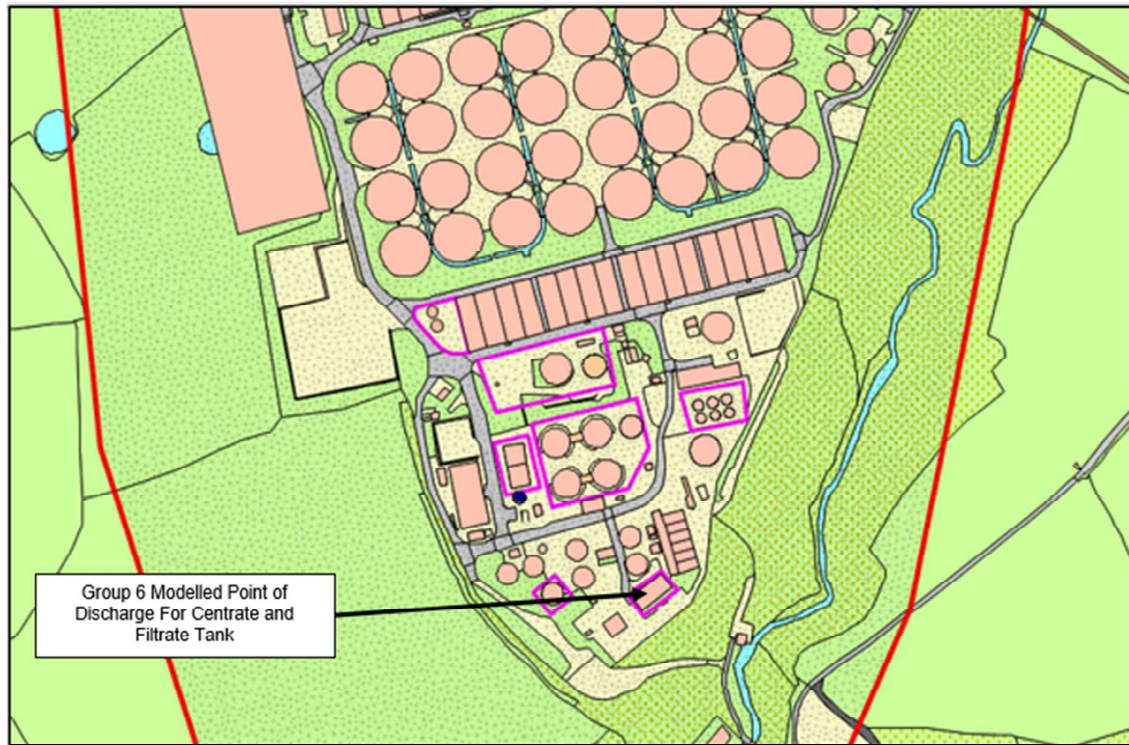 Group 6 Modelled Point of
Discharge For Centrate and
Filtrate Tank